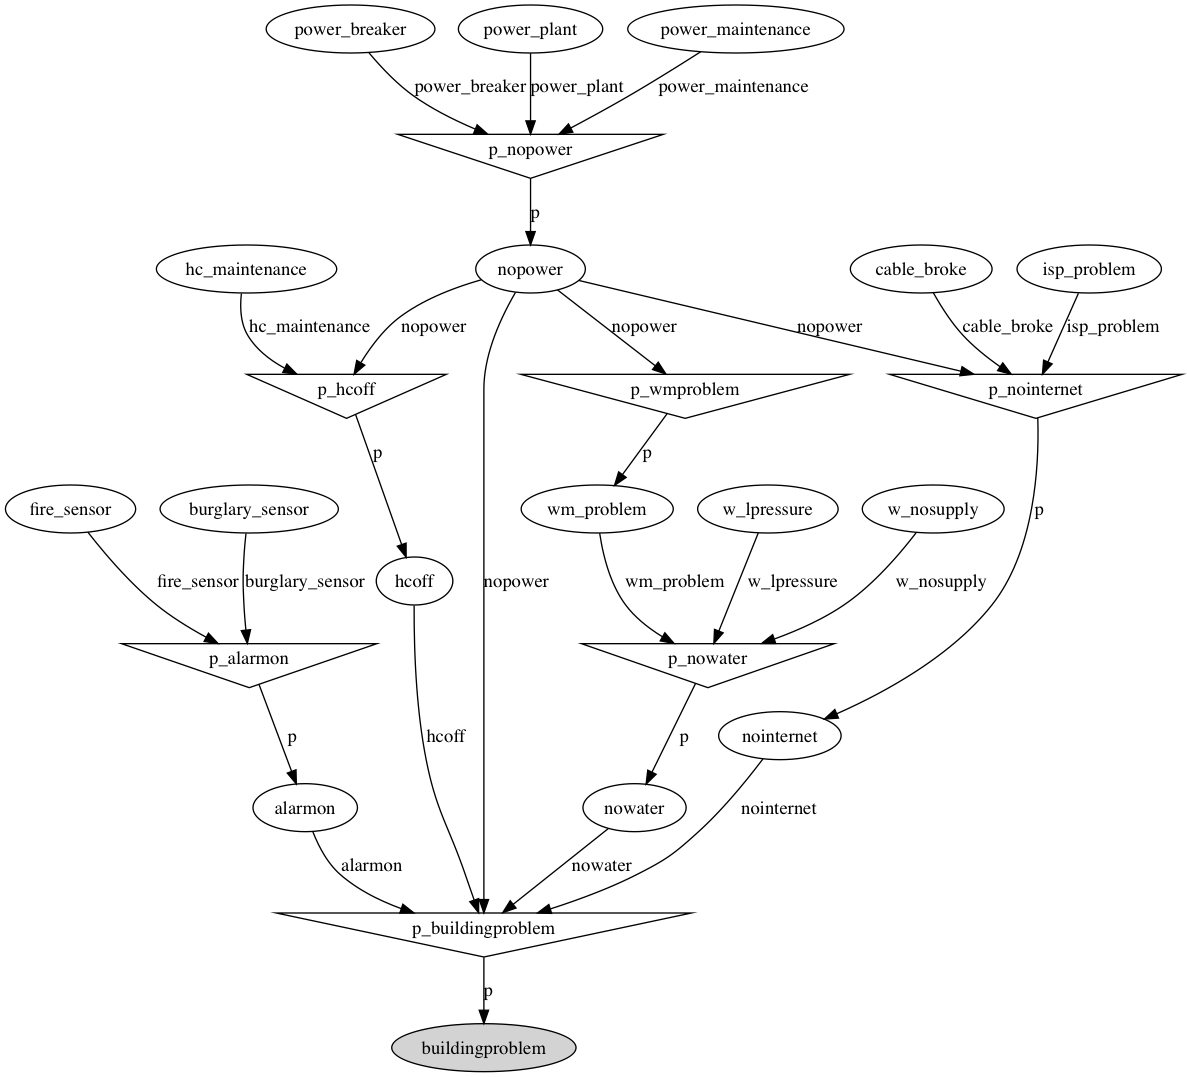 power_breaker
power_plant
power_maintenance
power_breaker
power_plant
power_maintenance
p_nopower
p
hc_maintenance
nopower
cable_broke
isp_problem
hc_maintenance
nopower
nopower
nopower
cable_broke
isp_problem
p_hcoff
p_wmproblem
p_nointernet
p
p
fire_sensor
burglary_sensor
wm_problem
w_lpressure
w_nosupply
p
fire_sensor
burglary_sensor
hcoff
nopower
wm_problem
w_lpressure
w_nosupply
p_alarmon
p_nowater
p
hcoff
p
nointernet
alarmon
nowater
nointernet
alarmon
nowater
p_buildingproblem
p
buildingproblem